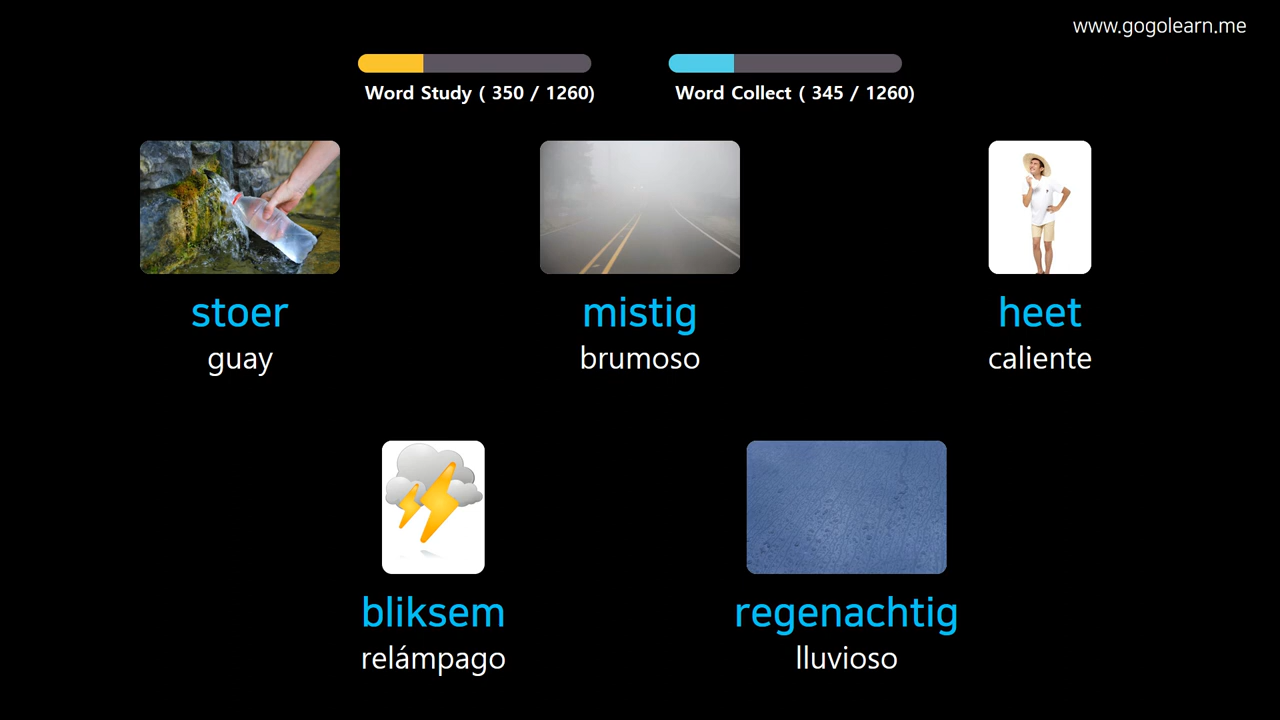 www.gogolearn.me
Word Study ( 350 / 1260)
Word Collect ( 345 / 1260)
stoer
guay
mistig
brumoso
heet
caliente
bliksem
relámpago
regenachtig
lluvioso